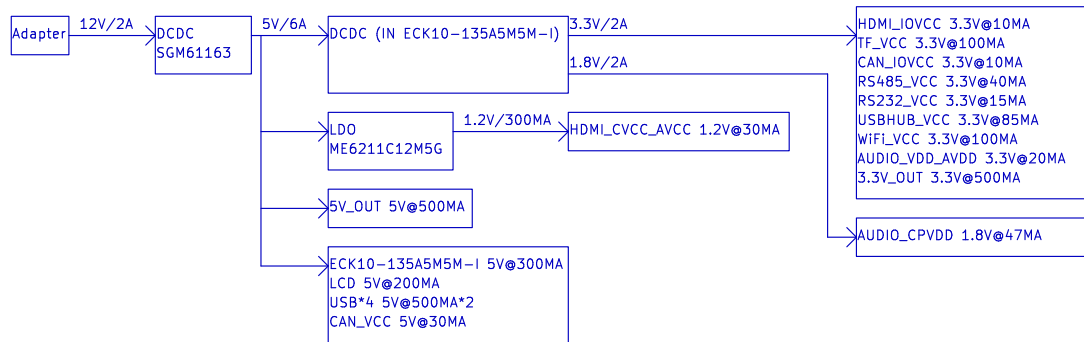 Adapter
12V/2A
DCDC
SGM61163
5V/6A
DCDC (IN ECK10-135A5M5M-I)
3.3V/2A
1.8V/2A
HDMI_IOVCC 3.3V@10MA
TF_VCC 3.3V@100MA
CAN_IOVCC 3.3V@10MA
RS485_VCC 3.3V@40MA
RS232_VCC 3.3V@15MA
USBHUB_VCC 3.3V@85MA
WiFi_VCC 3.3V@100MA
AUDIO_VDD_AVDD 3.3V@20MA
3.3V_OUT 3.3V@500MA
LDO
ME6211C12M5G
1.2V/300MA
HDMI_CVCC_AVCC 1.2V@30MA
5V_OUT 5V@500MA
AUDIO_CPVDD 1.8V@47MA
ECK10-135A5M5M-I 5V@300MA
LCD 5V@200MA
USB*4 5V@500MA*2
CAN_VCC 5V@30MA